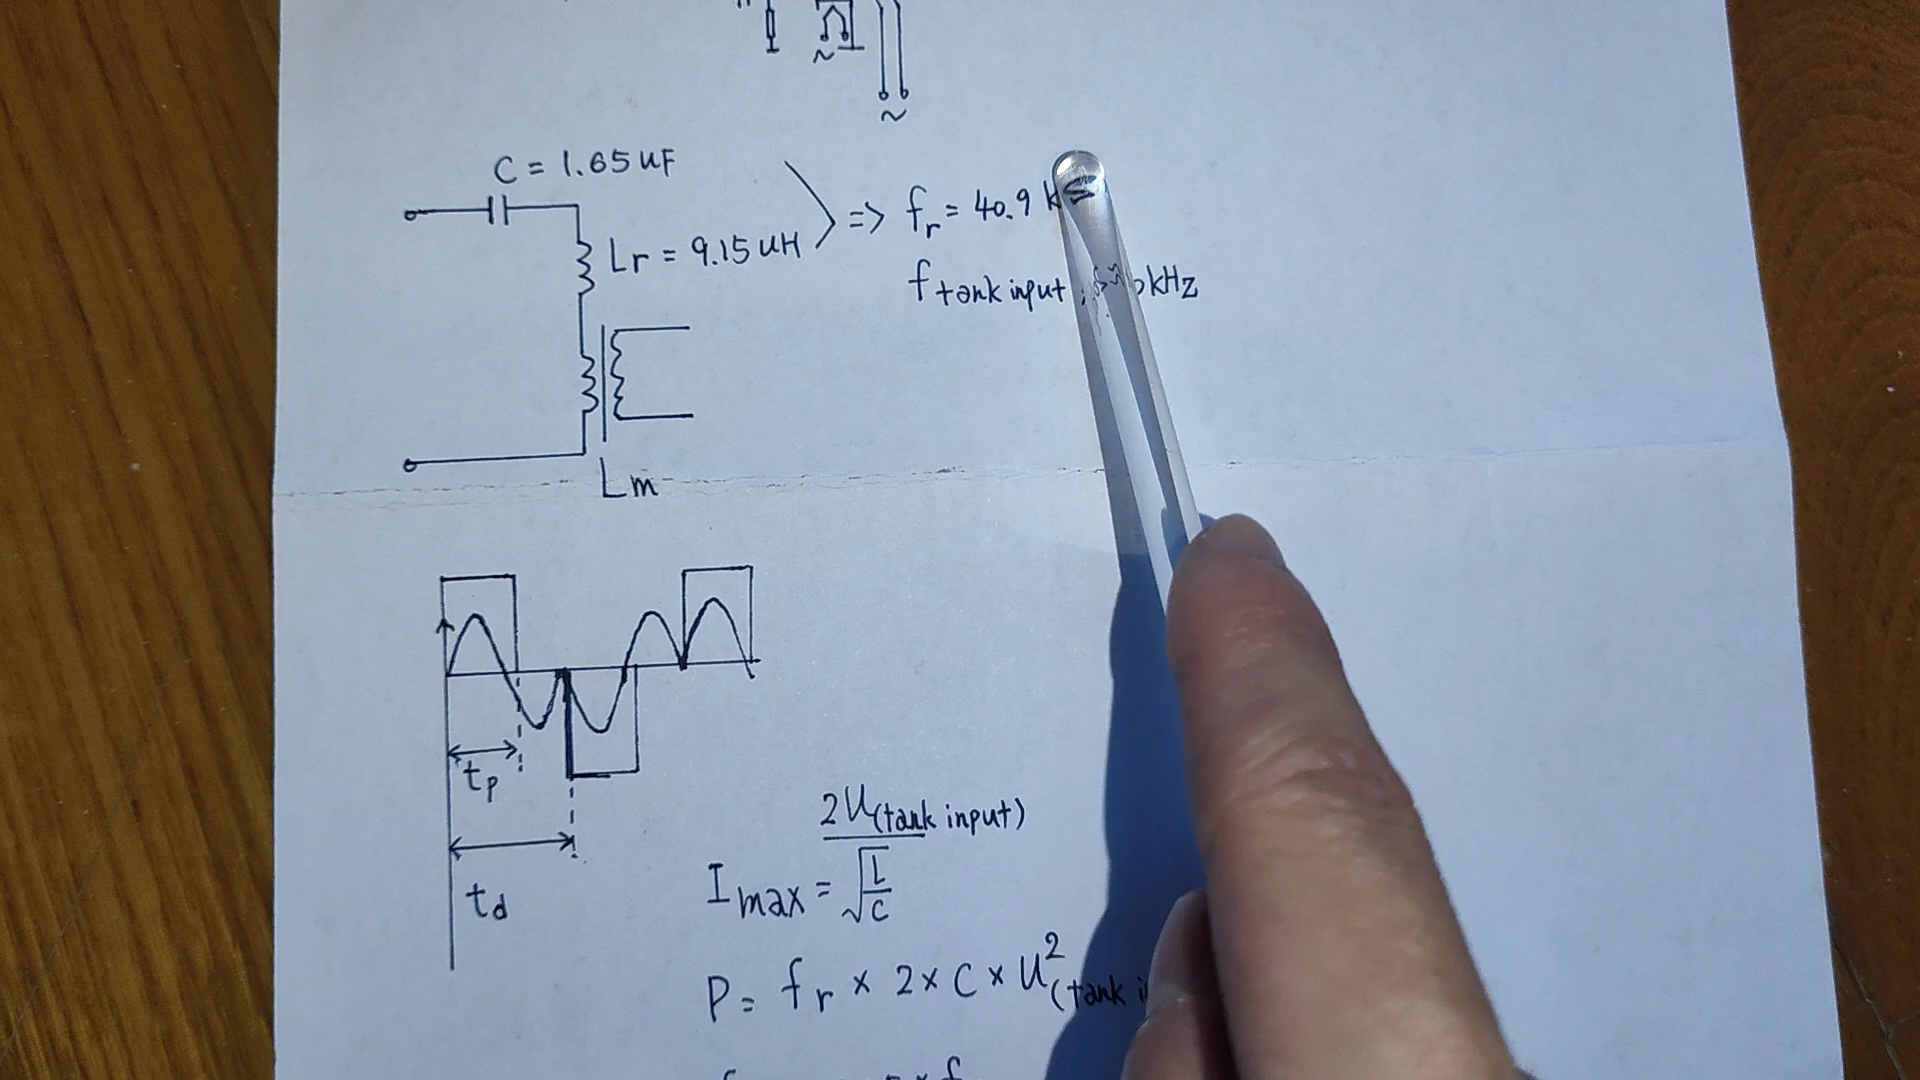 ~
~
C = 1.65 uF
Lr = 9.15 uH
=> fr = 40.9 k
f tank input kHz
Lm
tp
td
2U(tank input)
Imax = √L/C
P = fr × 2 × C × U²(tank i